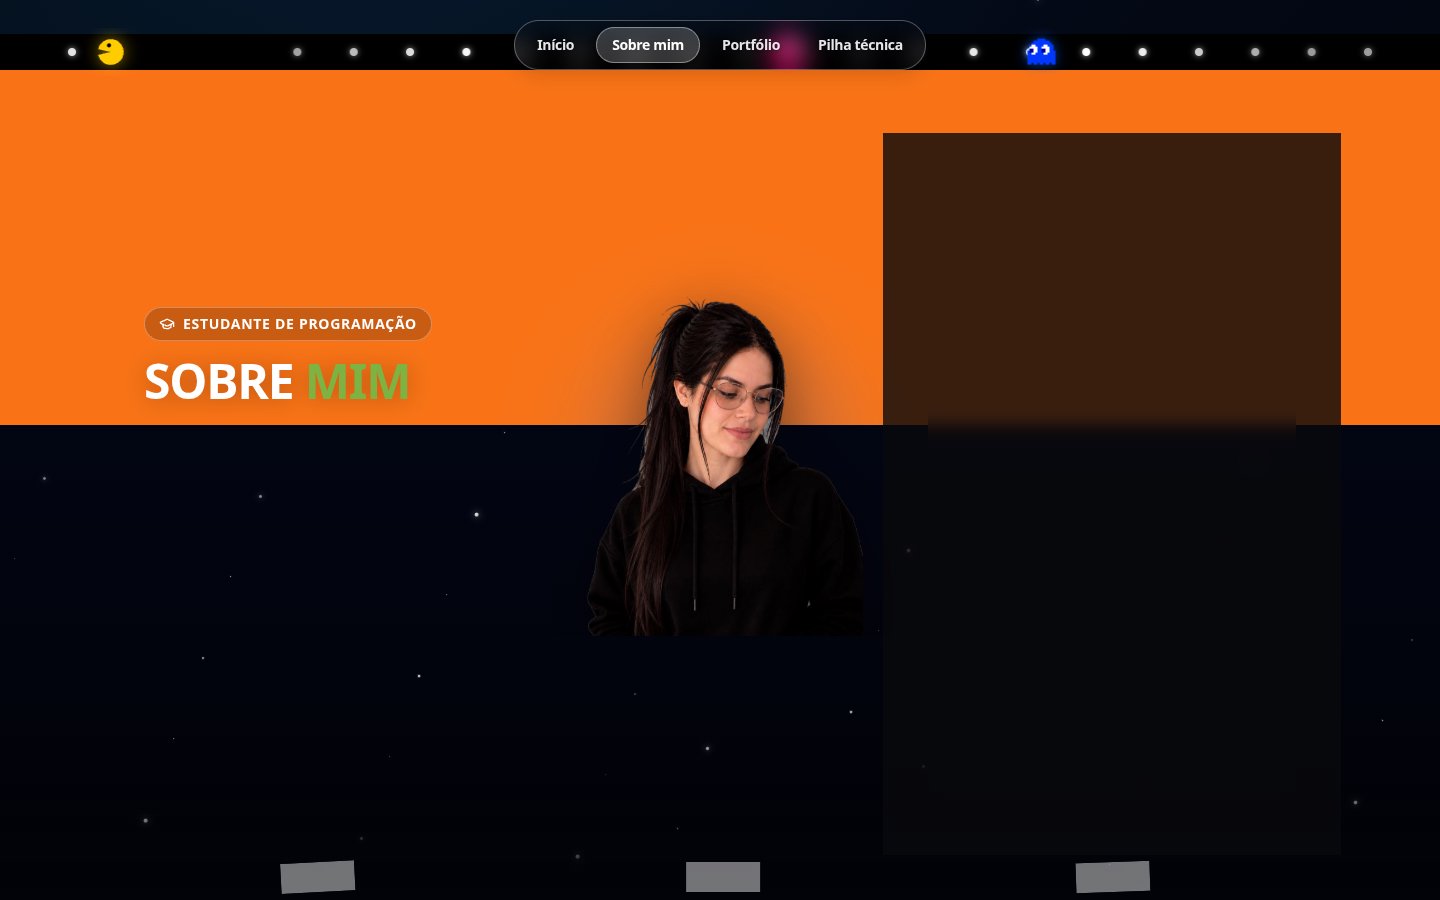 Início
Sobre mim
Portfólio
Pilha técnica
ESTUDANTE DE PROGRAMAÇÃO
SOBRE MIM